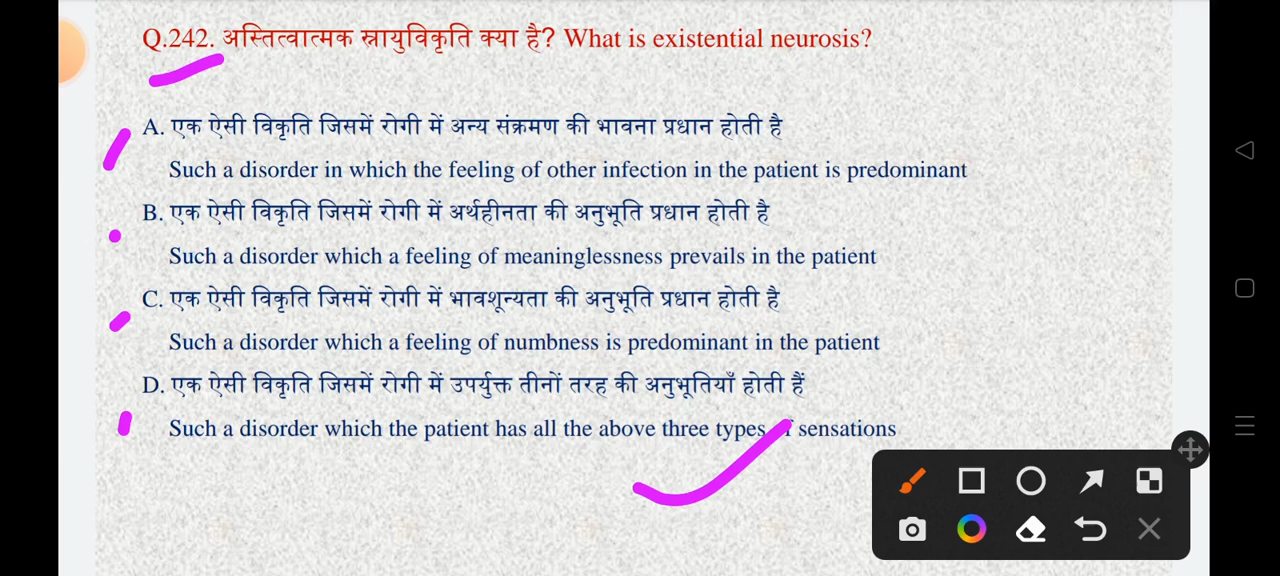 Q.242. अस्तित्वात्मक स्नायुविकृति क्या है? What is existential neurosis?
A. एक ऐसी विकृति जिसमें रोगी में अन्य संक्रमण की भावना प्रधान होती है
Such a disorder in which the feeling of other infection in the patient is predominant
B. एक ऐसी विकृति जिसमें रोगी में अर्थहीनता की अनुभूति प्रधान होती है
Such a disorder which a feeling of meaninglessness prevails in the patient
C. एक ऐसी विकृति जिसमें रोगी में भावशून्यता की अनुभूति प्रधान होती है
Such a disorder which a feeling of numbness is predominant in the patient
D. एक ऐसी विकृति जिसमें रोगी में उपर्युक्त तीनों तरह की अनुभूतियाँ होती हैं
Such a disorder which the patient has all the above three types of sensations